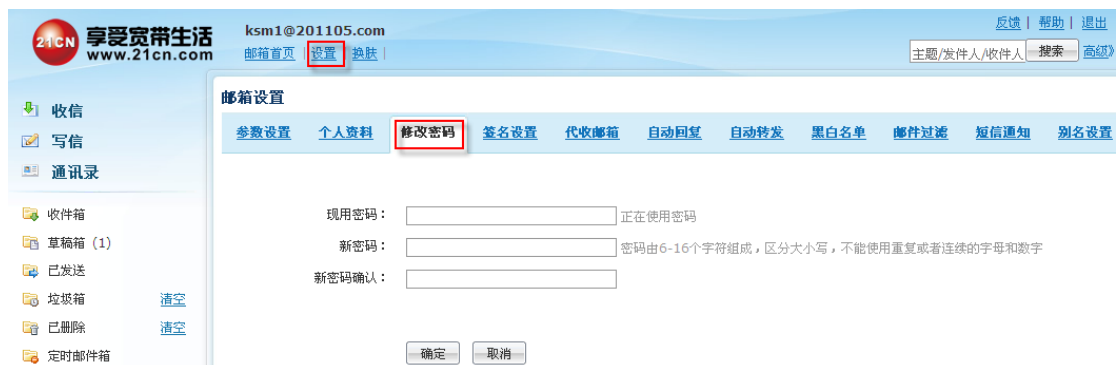 21CN 享受宽带生活
www.21cn.com
ksm1@201105.com
邮箱首页 | 设置 | 换肤 |
反馈 | 帮助 | 退出
主题/发件人/收件人 搜索 高级》
收信
写信
通讯录
收件箱
草稿箱 (1)
已发送
垃圾箱 清空
已删除 清空
定时邮件箱
邮箱设置
参数设置 个人资料 修改密码 签名设置 代收邮箱 自动回复 自动转发 黑白名单 邮件过滤 短信通知 别名设置
现用密码： 正在使用密码
新密码： 密码由6-16个字符组成，区分大小写，不能使用重复或者连续的字母和数字
新密码确认：
确定 取消